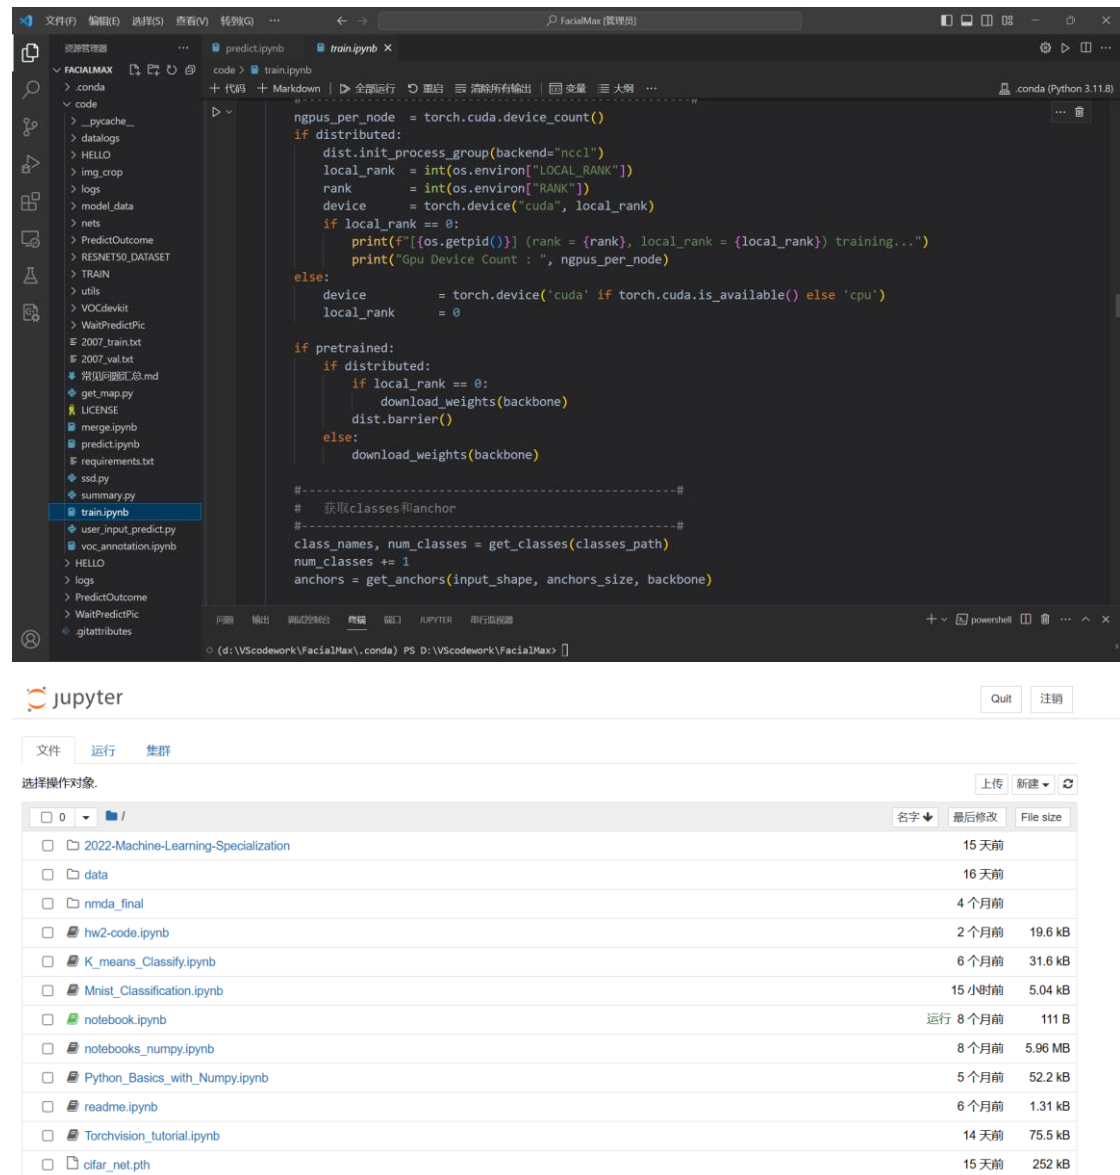 文件(F) 编辑(E) 选择(S) 查看(V) 转到(G) ··· FacialMax [管理员]
资源管理器 ··· predict.ipynb train.ipynb
FACIALMAX code > train.ipynb
代码 Markdown 全部运行 重启 清除所有输出 变量 大纲 ··· .conda (Python 3.11.8)
.conda
code
__pycache__
datalogs
HELLO
img_crop
logs
model_data
nets
PredictOutcome
RESNET50_DATASET
TRAIN
utils
VOCdevkit
WaitPredictPic
2007_train.txt
2007_val.txt
常见问题汇总.md
get_map.py
LICENSE
merge.ipynb
predict.ipynb
requirements.txt
ssd.py
summary.py
train.ipynb
user_input_predict.py
voc_annotation.ipynb
HELLO
logs
PredictOutcome
WaitPredictPic
.gitattributes
#------------------------------------------------------#
ngpus_per_node = torch.cuda.device_count()
if distributed:
dist.init_process_group(backend="nccl")
local_rank = int(os.environ["LOCAL_RANK"])
rank = int(os.environ["RANK"])
device = torch.device("cuda", local_rank)
if local_rank == 0:
print(f"[{os.getpid()}] (rank = {rank}, local_rank = {local_rank}) training...")
print("Gpu Device Count : ", ngpus_per_node)
else:
device = torch.device('cuda' if torch.cuda.is_available() else 'cpu')
local_rank = 0
if pretrained:
if distributed:
if local_rank == 0:
download_weights(backbone)
dist.barrier()
else:
download_weights(backbone)
#----------------------------------------------------#
# 获取classes和anchor
#----------------------------------------------------#
class_names, num_classes = get_classes(classes_path)
num_classes += 1
anchors = get_anchors(input_shape, anchors_size, backbone)
问题 输出 调试控制台 终端 端口 JUPYTER 串行监视器 powershell
(d:\VScodework\FacialMax\.conda) PS D:\VScodework\FacialMax>
jupyter Quit 注销
文件 运行 集群
选择操作对象. 上传 新建
0 / 名字 最后修改 File size
2022-Machine-Learning-Specialization 15 天前
data 16 天前
nmda_final 4 个月前
hw2-code.ipynb 2 个月前 19.6 kB
K_means_Classify.ipynb 6 个月前 31.6 kB
Mnist_Classification.ipynb 15 小时前 5.04 kB
notebook.ipynb 运行 8 个月前 111 B
notebooks_numpy.ipynb 8 个月前 5.96 MB
Python_Basics_with_Numpy.ipynb 5 个月前 52.2 kB
readme.ipynb 6 个月前 1.31 kB
Torchvision_tutorial.ipynb 14 天前 75.5 kB
cifar_net.pth 15 天前 252 kB